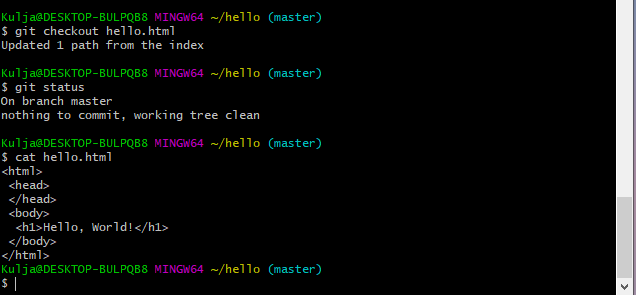 Kulja@DESKTOP-BULPQB8 MINGW64 ~/hello (master)
$ git checkout hello.html
Updated 1 path from the index

Kulja@DESKTOP-BULPQB8 MINGW64 ~/hello (master)
$ git status
On branch master
nothing to commit, working tree clean

Kulja@DESKTOP-BULPQB8 MINGW64 ~/hello (master)
$ cat hello.html
<html>
 <head>
 </head>
 <body>
  <h1>Hello, World!</h1>
 </body>
</html>
Kulja@DESKTOP-BULPQB8 MINGW64 ~/hello (master)
$